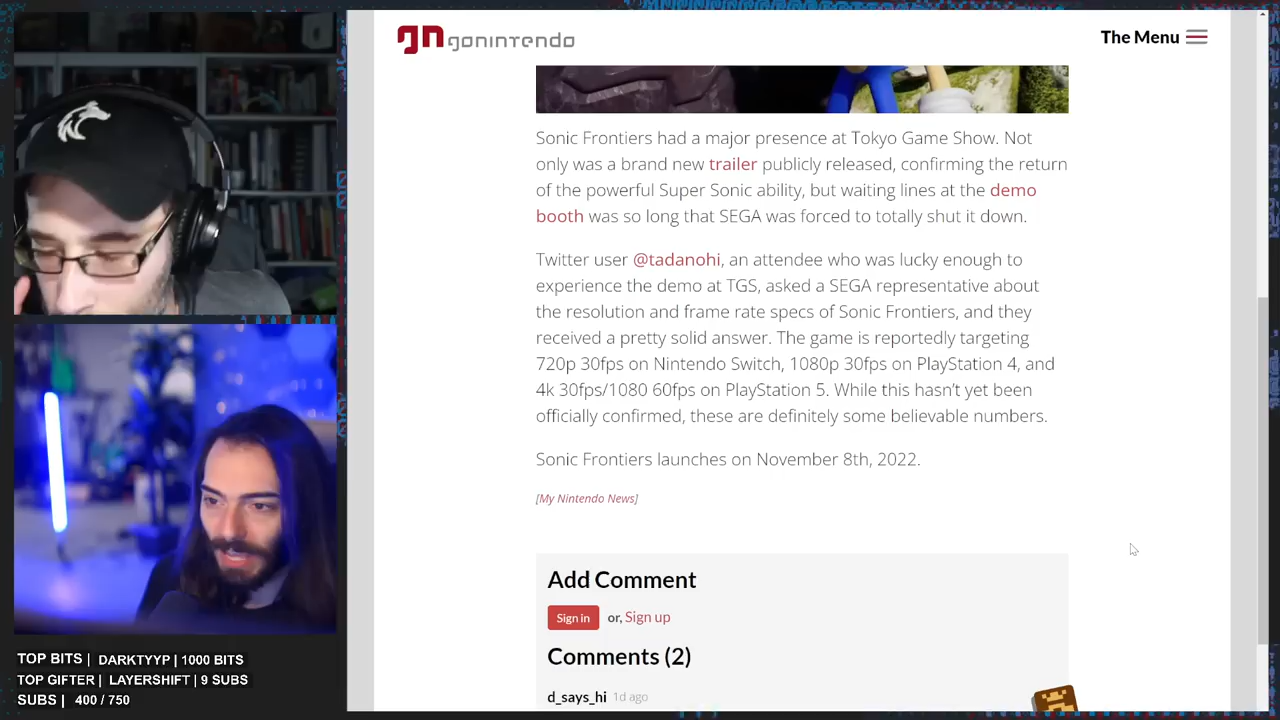 gonintendo
The Menu
Sonic Frontiers had a major presence at Tokyo Game Show. Not
only was a brand new trailer publicly released, confirming the return
of the powerful Super Sonic ability, but waiting lines at the demo
booth was so long that SEGA was forced to totally shut it down.
Twitter user @tadanohi, an attendee who was lucky enough to
experience the demo at TGS, asked a SEGA representative about
the resolution and frame rate specs of Sonic Frontiers, and they
received a pretty solid answer. The game is reportedly targeting
720p 30fps on Nintendo Switch, 1080p 30fps on PlayStation 4, and
4k 30fps/1080 60fps on PlayStation 5. While this hasn't yet been
officially confirmed, these are definitely some believable numbers.
Sonic Frontiers launches on November 8th, 2022.
[My Nintendo News]
Add Comment
Sign in or, Sign up
Comments (2)
d_says_hi 1d ago
TOP BITS | DARKTYYP | 1000 BITS
TOP GIFTER | LAYERSHIFT | 9 SUBS
SUBS | 400 / 750